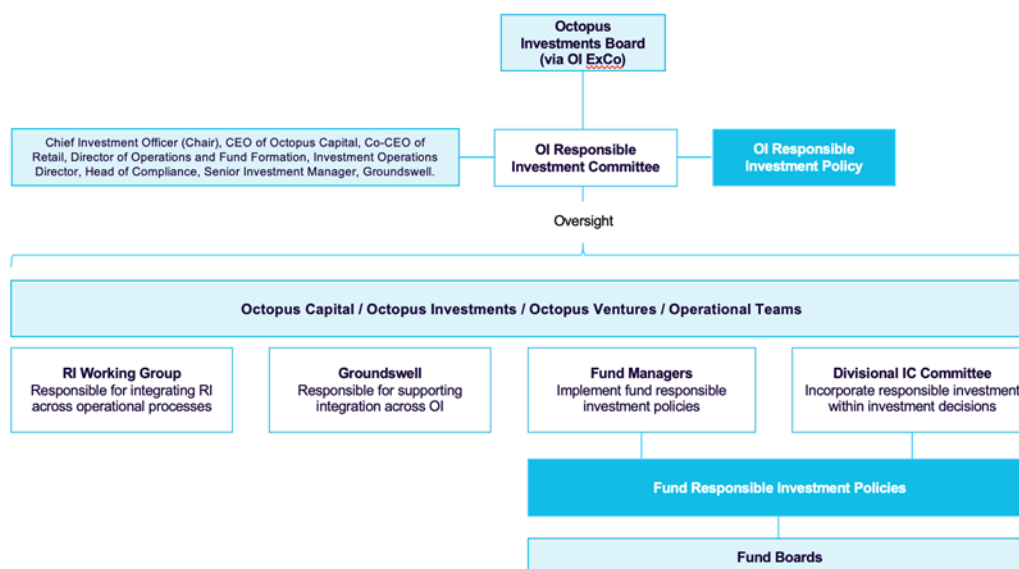 Octopus
Investments Board
(via OI ExCo)
Chief Investment Officer (Chair), CEO of Octopus Capital, Co-CEO of
Retail, Director of Operations and Fund Formation, Investment Operations
Director, Head of Compliance, Senior Investment Manager, Groundswell.
OI Responsible
Investment Committee
OI Responsible
Investment Policy
Oversight
Octopus Capital / Octopus Investments / Octopus Ventures / Operational Teams
RI Working Group
Responsible for integrating RI
across operational processes
Groundswell
Responsible for supporting
integration across OI
Fund Managers
Implement fund responsible
investment policies
Divisional IC Committee
Incorporate responsible investment
within investment decisions
Fund Responsible Investment Policies
Fund Boards